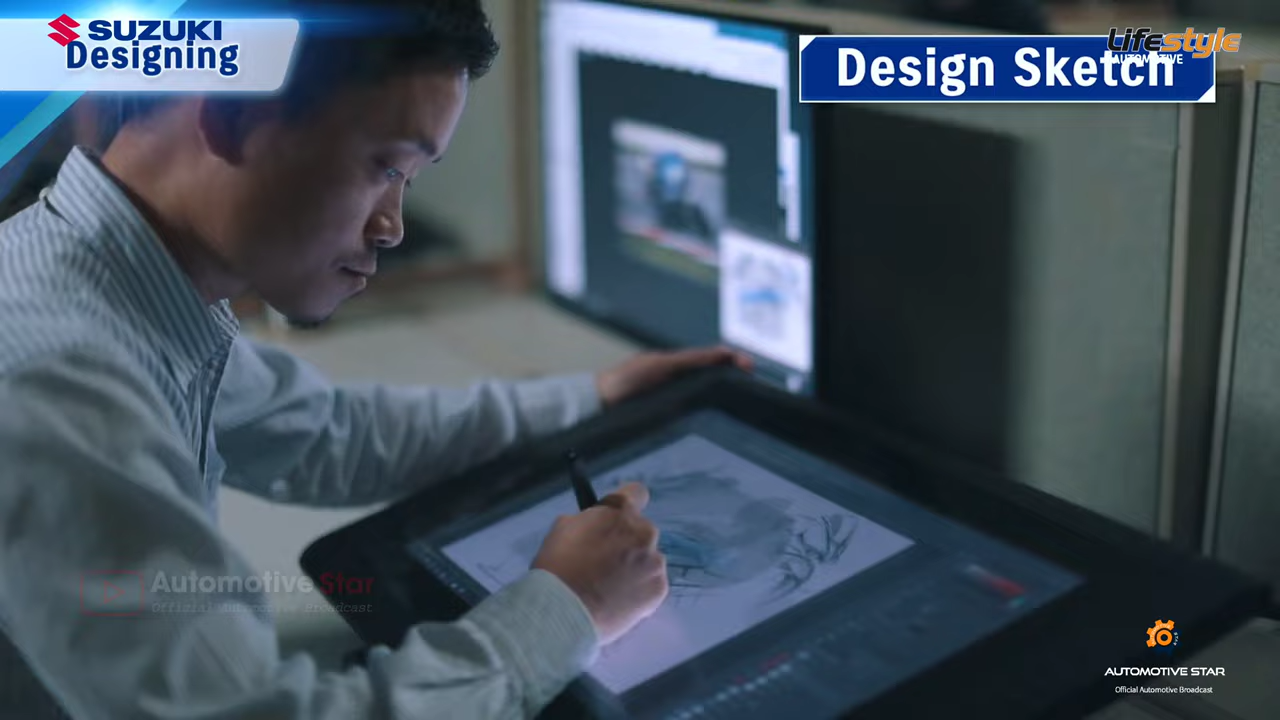 SUZUKI
Designing
Design Sketch
Lifestyle
AUTOMOTIVE
Automotive Star
Official Automotive Broadcast
AUTOMOTIVE STAR
Official Automotive Broadcast